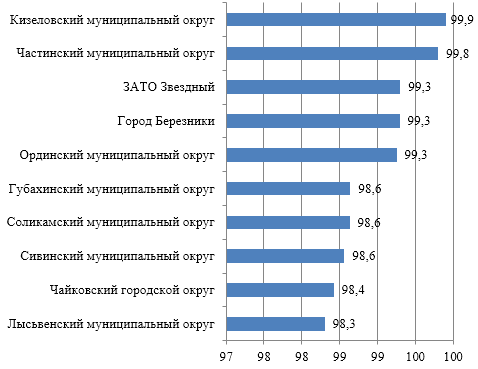 Кизеловский муниципальный округ 99,9
Частинский муниципальный округ 99,8
ЗАТО Звездный 99,3
Город Березники 99,3
Ординский муниципальный округ 99,3
Губахинский муниципальный округ 98,6
Соликамский муниципальный округ 98,6
Сивинский муниципальный округ 98,6
Чайковский городской округ 98,4
Лысьвенский муниципальный округ 98,3
97 98 98 99 99 100 100